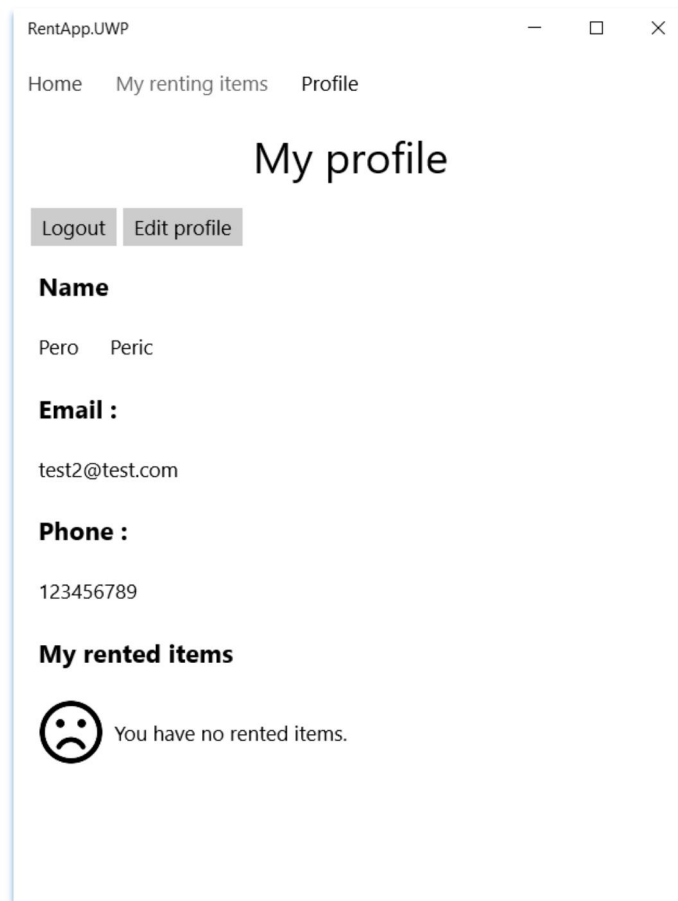 RentApp.UWP
Home My renting items Profile
My profile
Logout Edit profile
Name
Pero Peric
Email :
test2@test.com
Phone :
123456789
My rented items
You have no rented items.